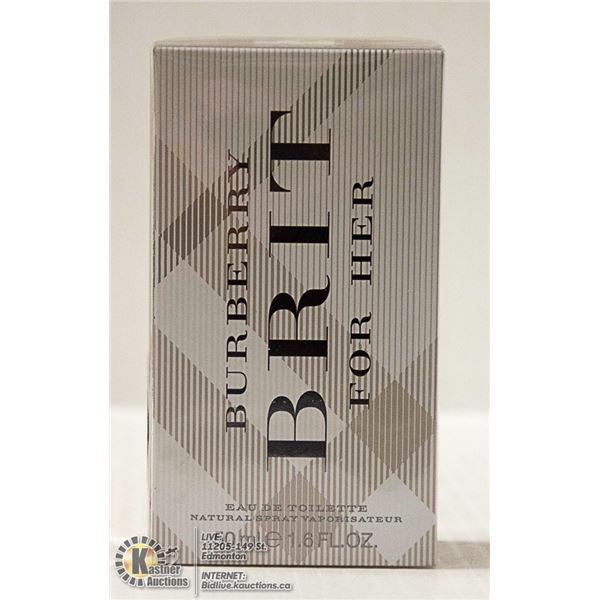 BURBERRY
BRIT
FOR HER
EAU DE TOILETTE
NATURAL SPRAY VAPORISATEUR
0ml e 1.6 FL.OZ.
LIVE:
11205-149 St.
Edmonton
INTERNET:
Bidlive.kauctions.ca
Kastner
Auctions